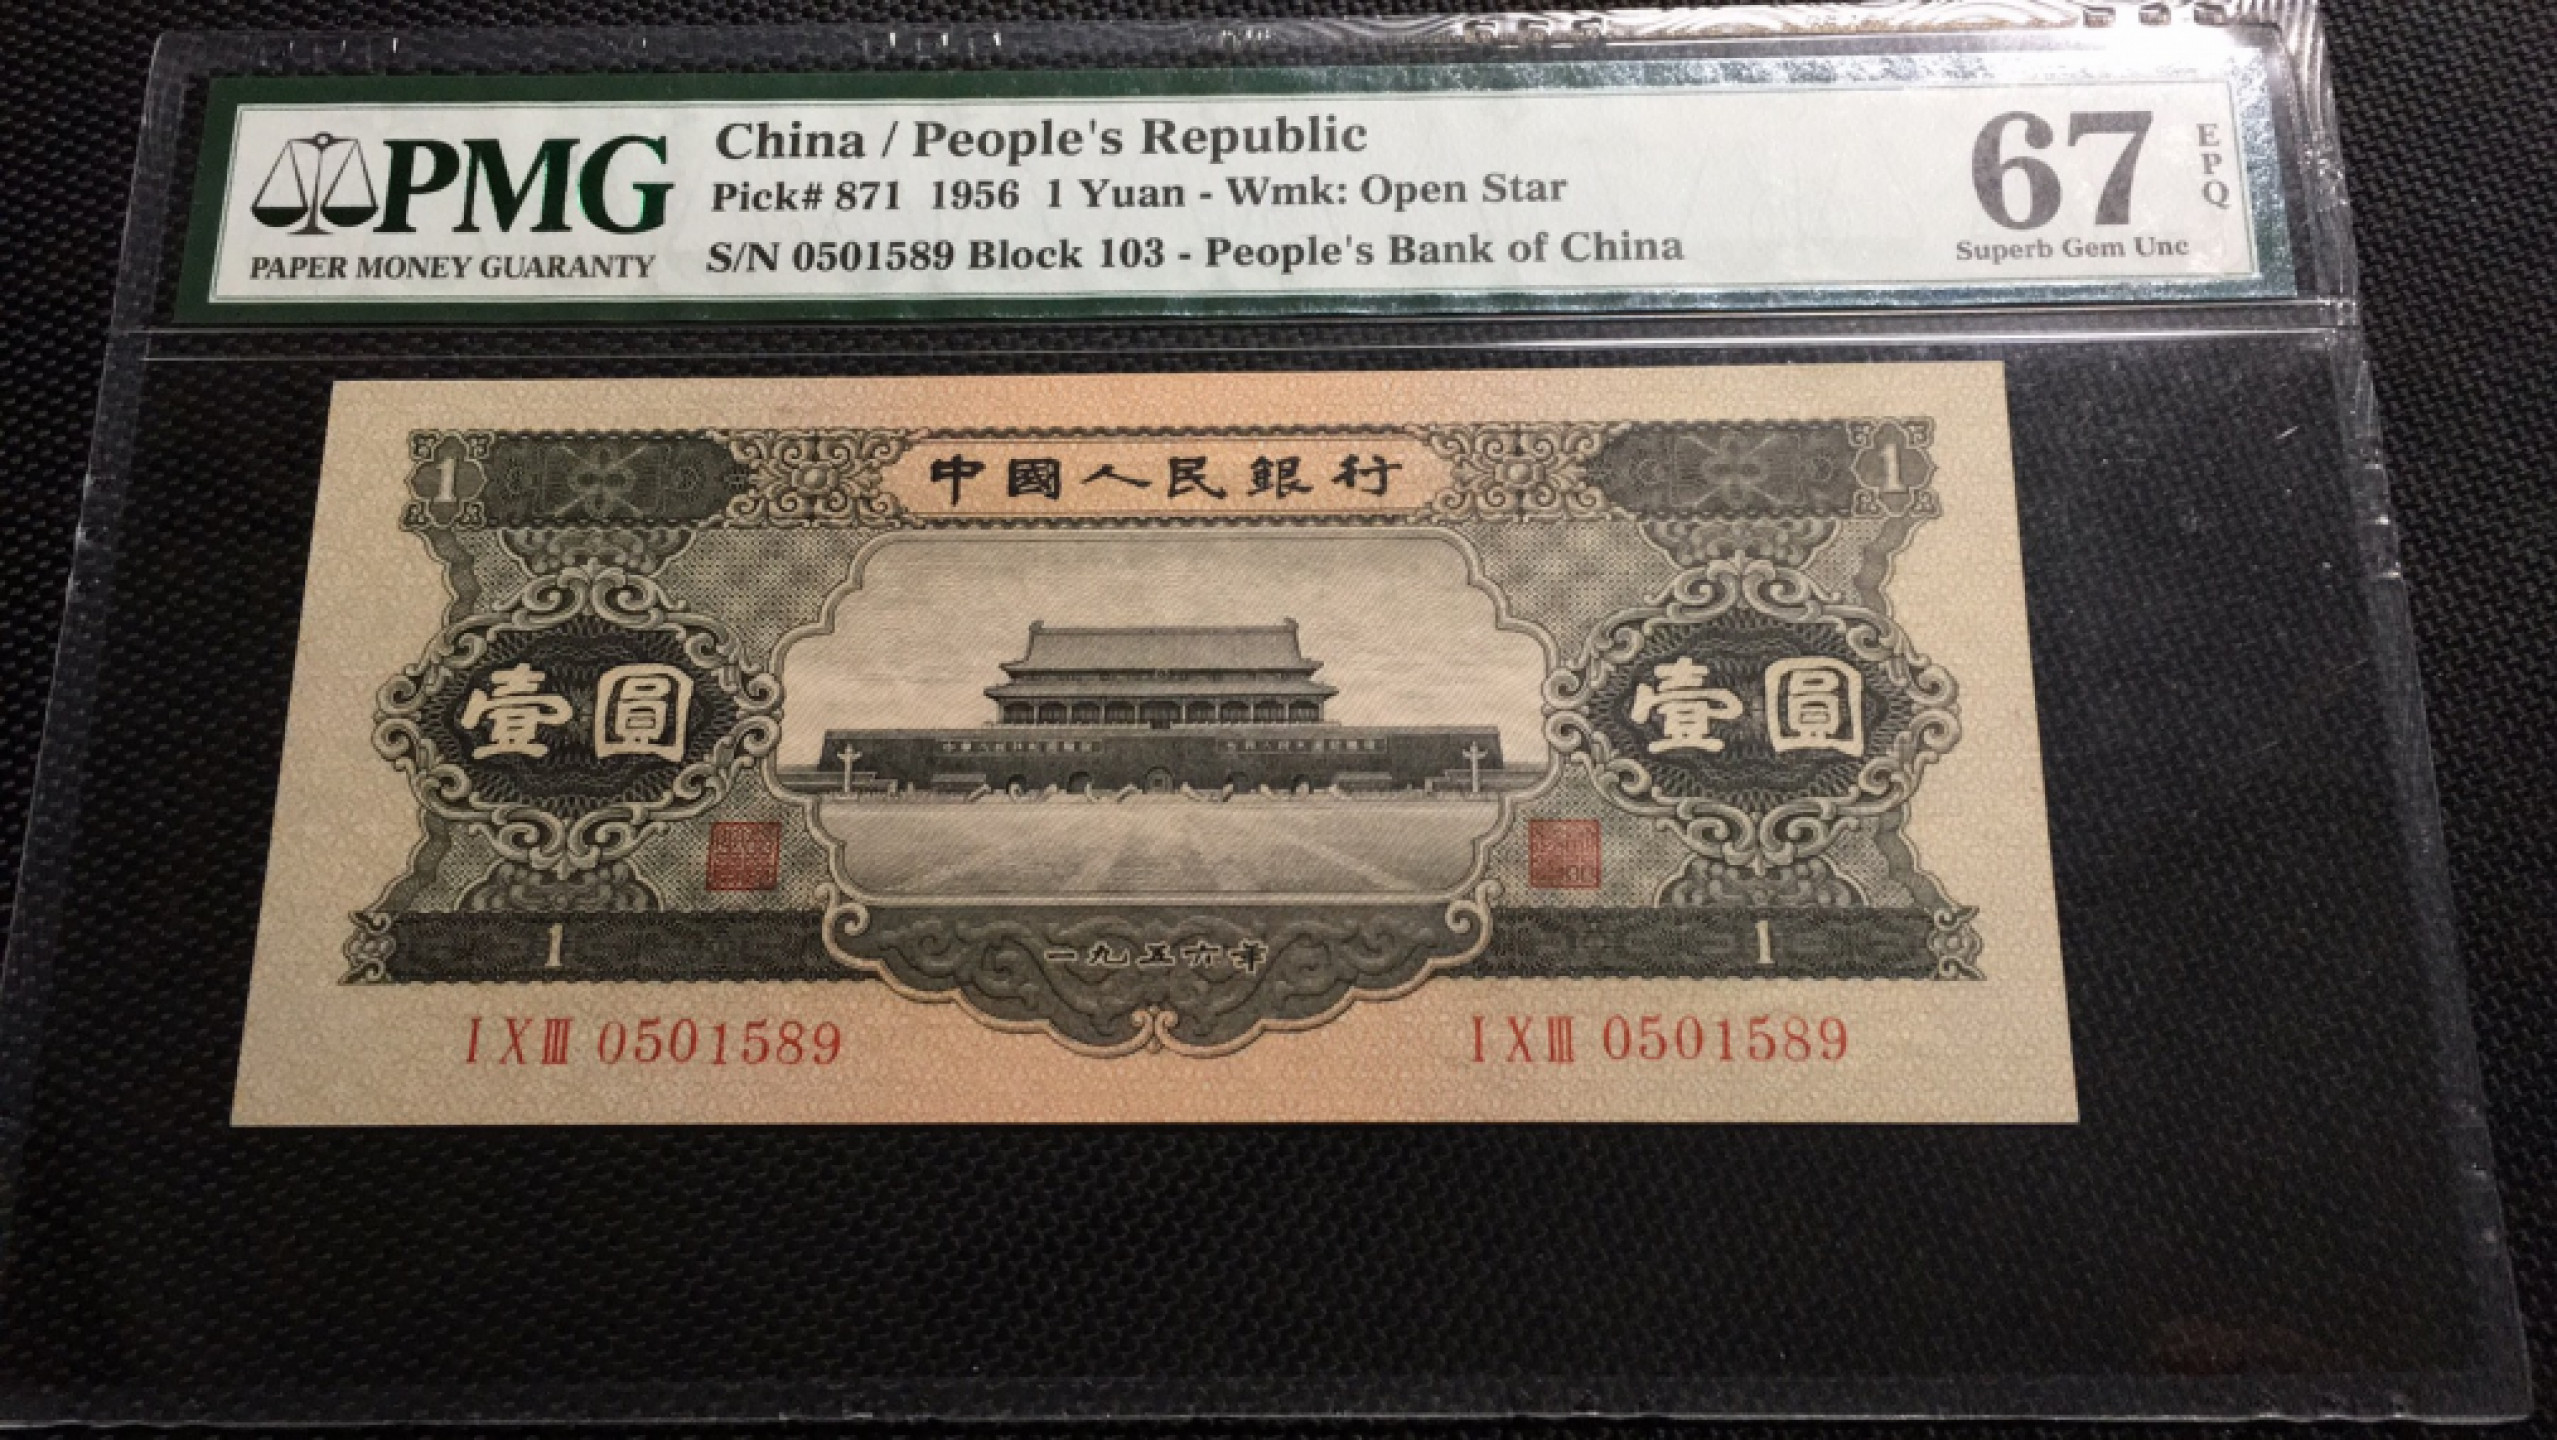 PMG
PAPER MONEY GUARANTY
China / People's Republic
Pick# 871 1956 1 Yuan - Wmk: Open Star
S/N 0501589 Block 103 - People's Bank of China
67
EPQ
Superb Gem Unc
1 中國人民銀行 1
壹圓 壹圓
1 一九五六年 1
I X III 0501589 I X III 0501589